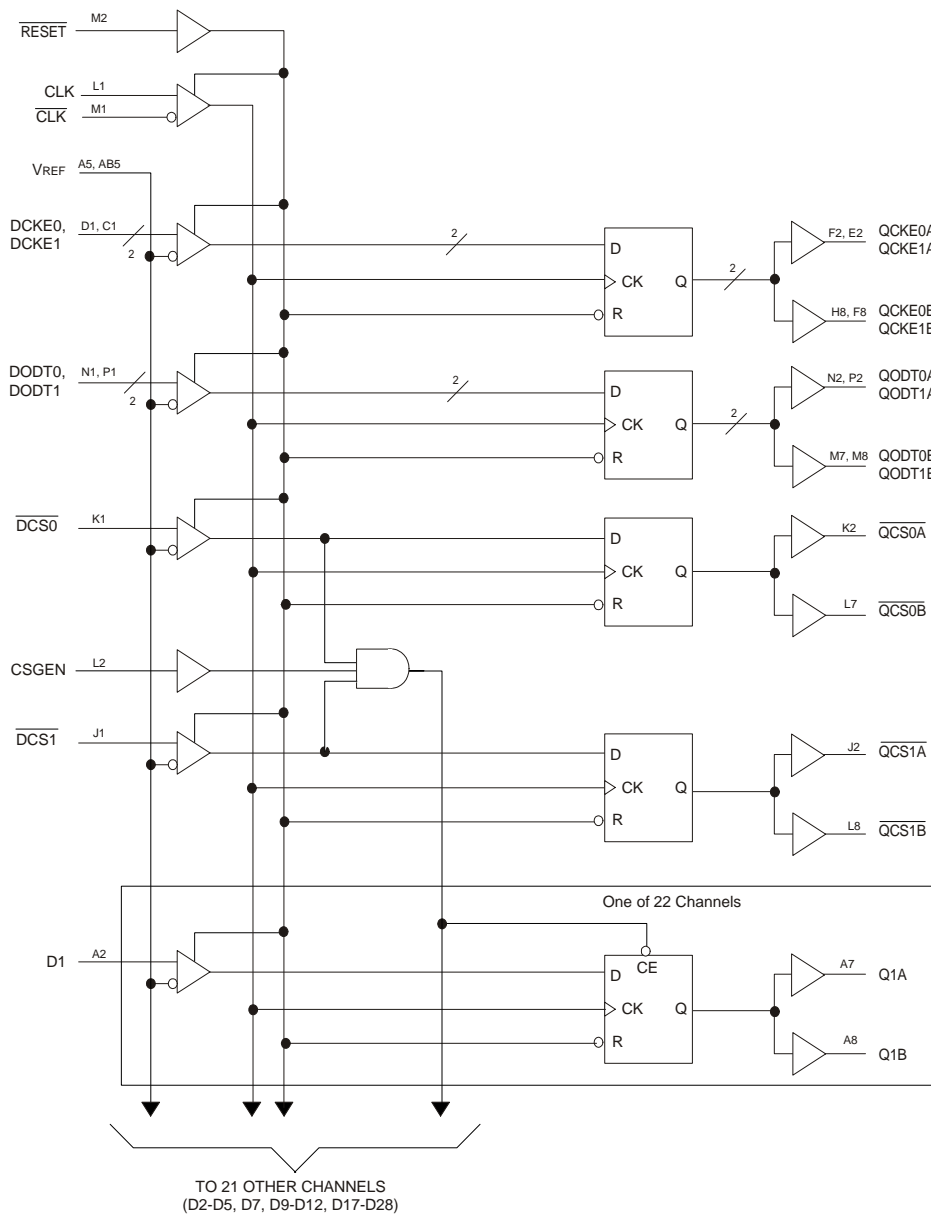 RESET M2
CLK L1
CLK M1
VREF A5, AB5
DCKE0, DCKE1 D1, C1
2
2
D
CK Q
R
2
F2, E2 QCKE0A
QCKE1A
H8, F8 QCKE0B
QCKE1B
DODT0, DODT1 N1, P1
2
2
D
CK Q
R
2
N2, P2 QODT0A
QODT1A
M7, M8 QODT0B
QODT1B
DCS0 K1
D
CK Q
R
K2 QCS0A
L7 QCS0B
CSGEN L2
DCS1 J1
D
CK Q
R
J2 QCS1A
L8 QCS1B
One of 22 Channels
D1 A2
CE
D
CK Q
R
A7 Q1A
A8 Q1B
TO 21 OTHER CHANNELS
(D2-D5, D7, D9-D12, D17-D28)